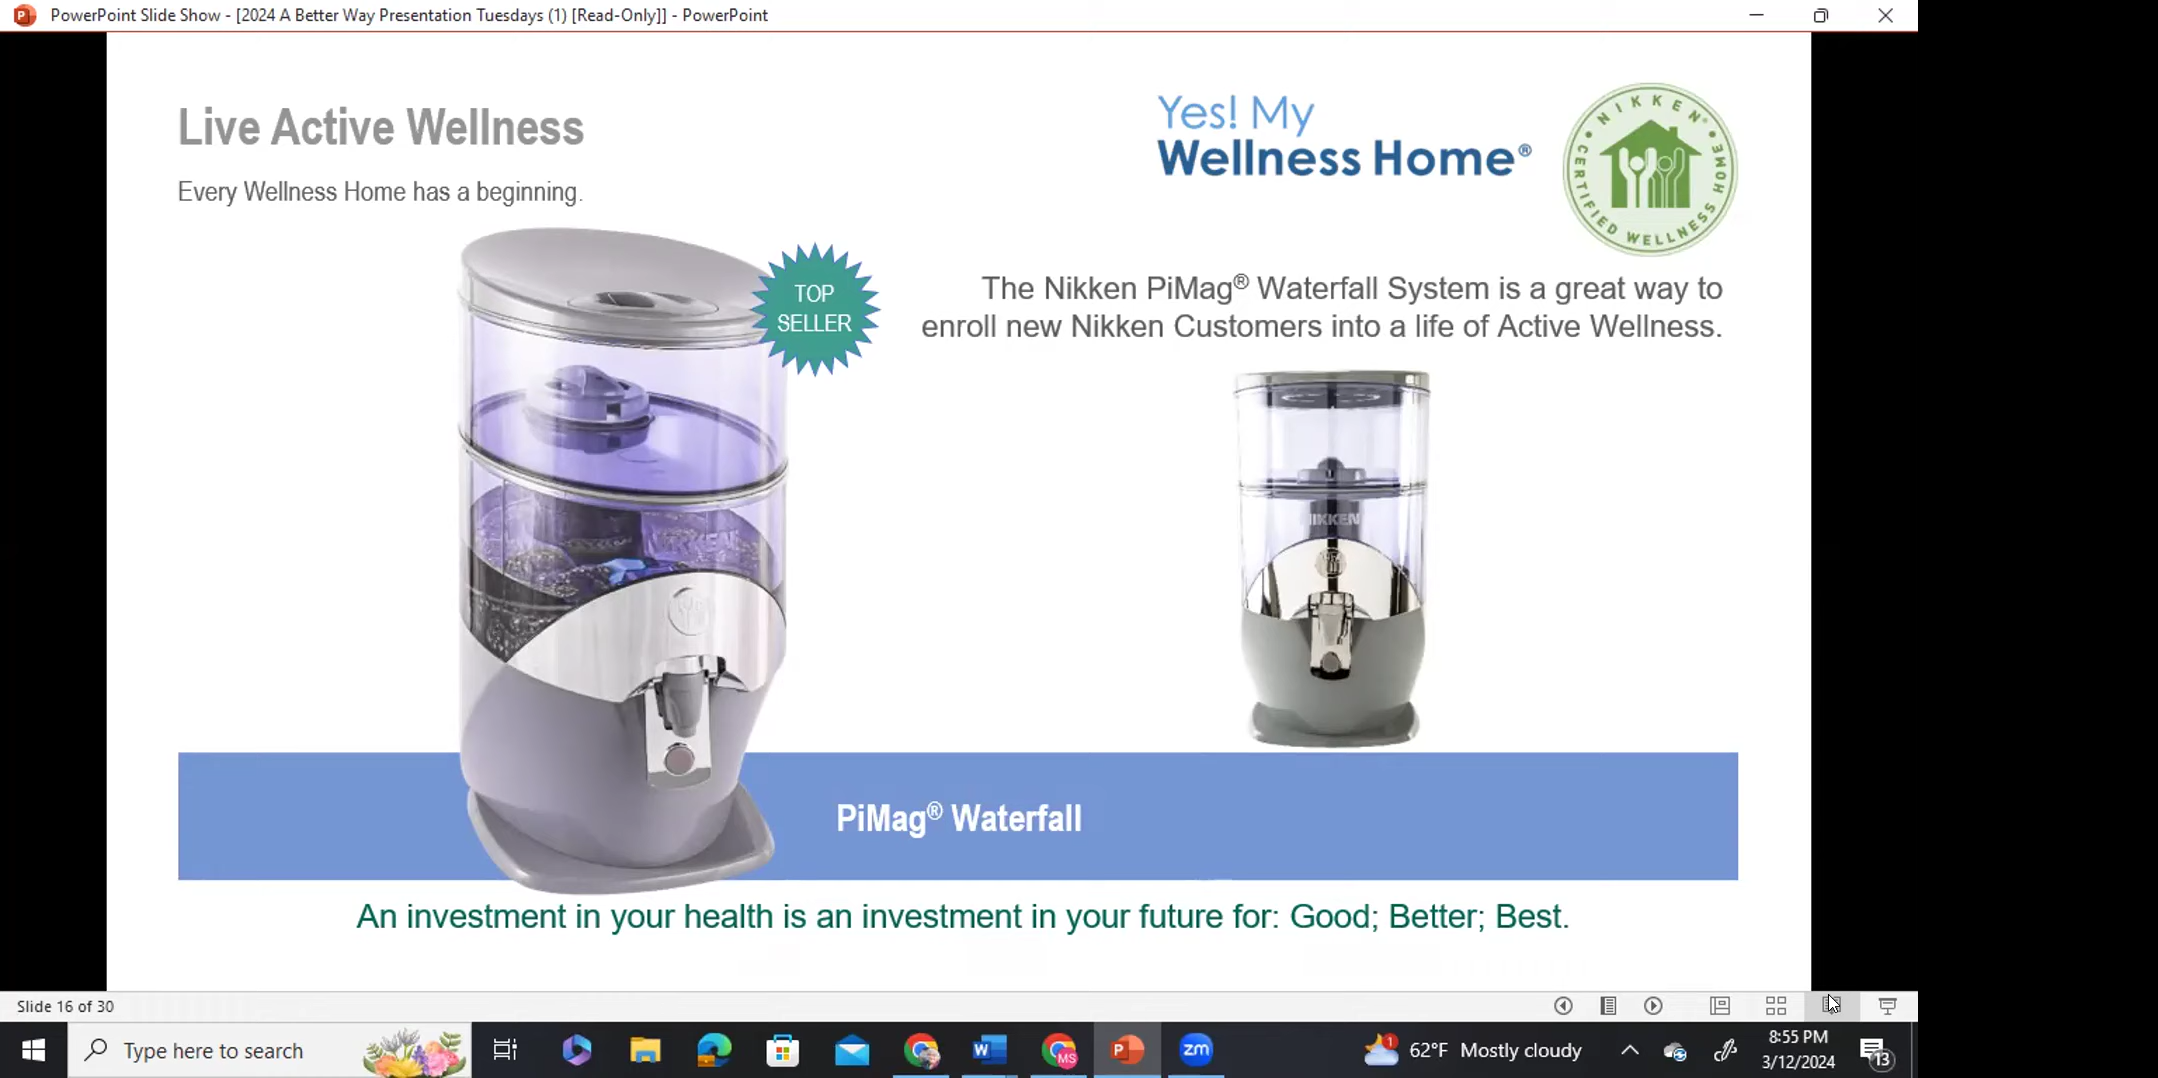 PowerPoint Slide Show - [2024 A Better Way Presentation Tuesdays (1) [Read-Only]] - PowerPoint
Live Active Wellness
Every Wellness Home has a beginning.
Yes! My
Wellness Home®
NIKKEN®
CERTIFIED WELLNESS HOME
TOP
SELLER
The Nikken PiMag® Waterfall System is a great way to
enroll new Nikken Customers into a life of Active Wellness.
NIKKEN
PiMag® Waterfall
An investment in your health is an investment in your future for: Good; Better; Best.
Slide 16 of 30
Type here to search
W
MS
P
zm
1
62°F Mostly cloudy
8:55 PM
3/12/2024
13